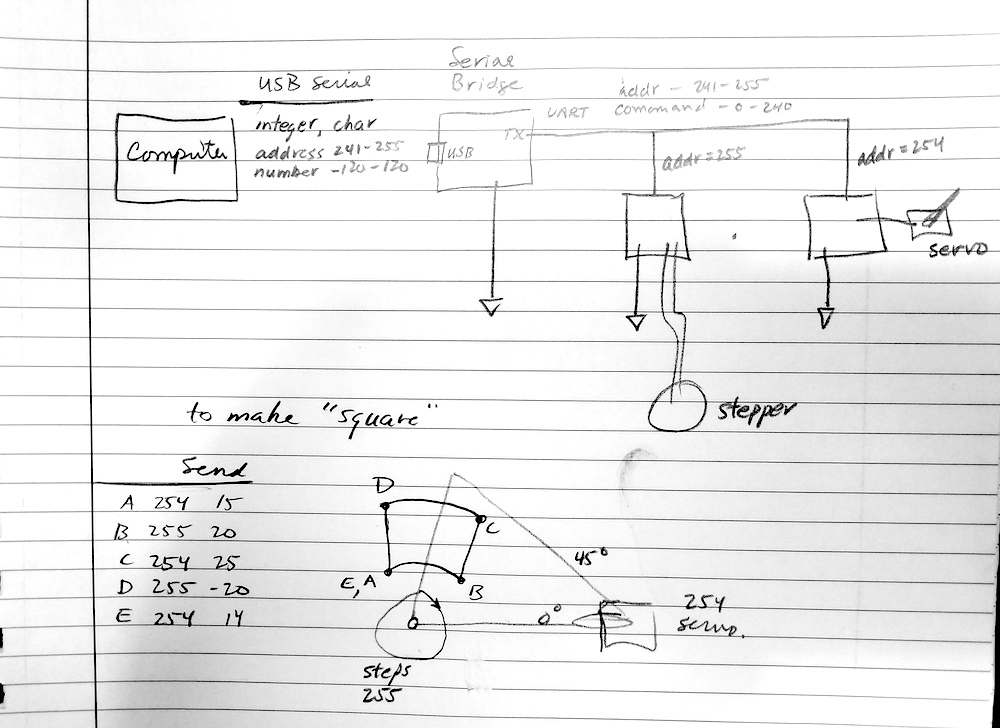 USB Serial
Serial
Bridge
integer, char
address 241-255
number -120-120
Computer
USB
TX
UART
addr - 241-255
command - 0-240
addr=255
addr=254
servo
stepper
to make "square"
Send
A 254 15
B 255 20
C 254 25
D 255 -20
E 254 14
D
C
E, A
B
45°
0°
254
servo.
steps
255